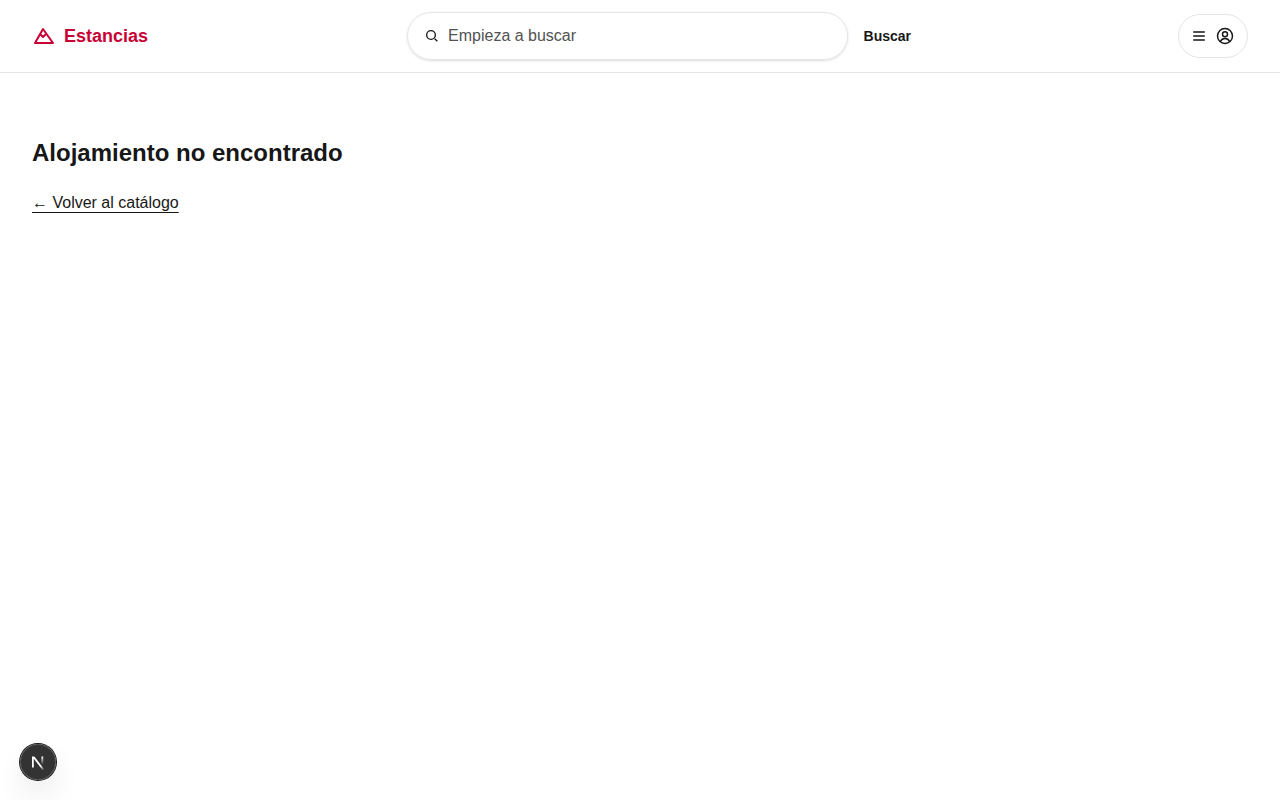 Estancias
Empieza a buscar
Buscar
Alojamiento no encontrado
← Volver al catálogo
N